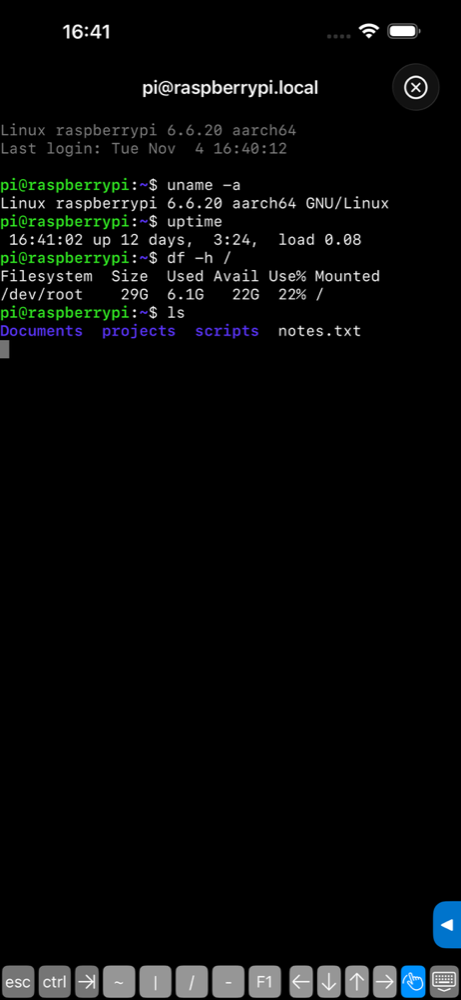 16:41
pi@raspberrypi.local
Linux raspberrypi 6.6.20 aarch64
Last login: Tue Nov  4 16:40:12
pi@raspberrypi:~$ uname -a
Linux raspberrypi 6.6.20 aarch64 GNU/Linux
pi@raspberrypi:~$ uptime
 16:41:02 up 12 days,  3:24,  load 0.08
pi@raspberrypi:~$ df -h /
Filesystem  Size  Used Avail Use% Mounted
/dev/root    29G  6.1G   22G  22% /
pi@raspberrypi:~$ ls
Documents  projects  scripts  notes.txt
esc ctrl ~ | / - F1